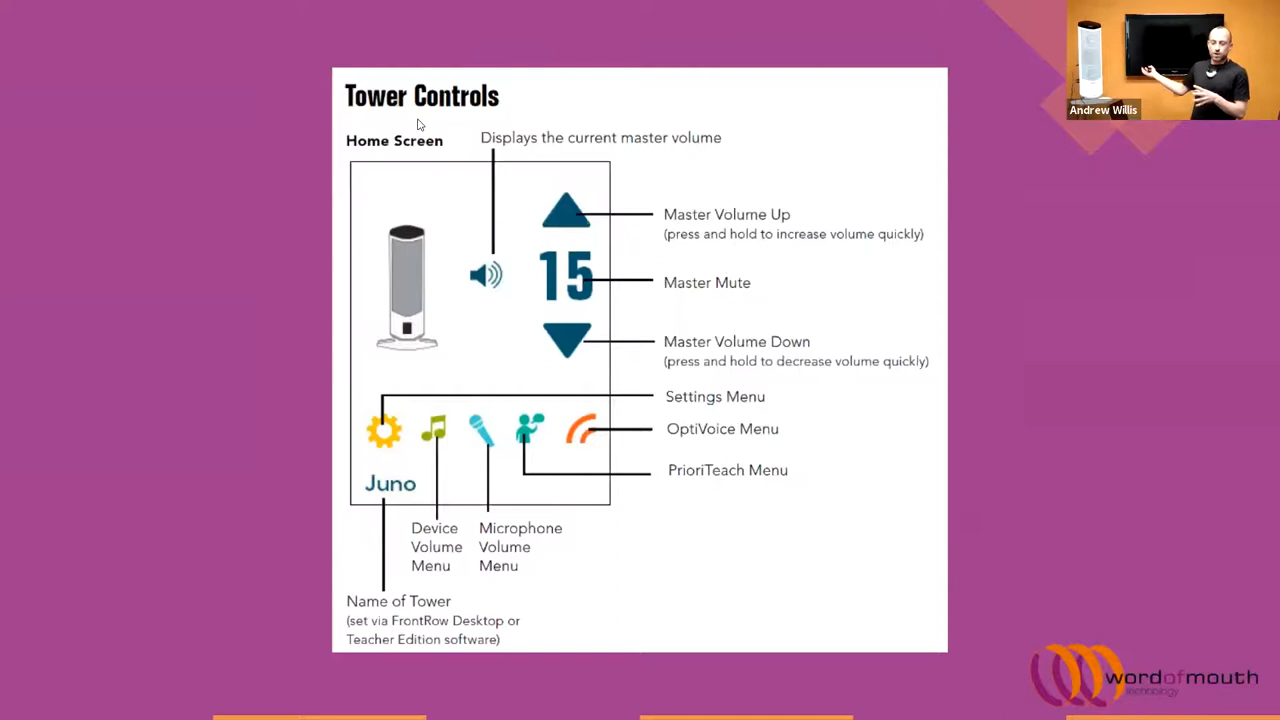 Tower Controls
Home Screen
Displays the current master volume
Master Volume Up
(press and hold to increase volume quickly)
15
Master Mute
Master Volume Down
(press and hold to decrease volume quickly)
Settings Menu
OptiVoice Menu
PrioriTeach Menu
Juno
Device
Volume
Menu
Microphone
Volume
Menu
Name of Tower
(set via FrontRow Desktop or
Teacher Edition software)
Andrew Willis
wordofmouth
technology